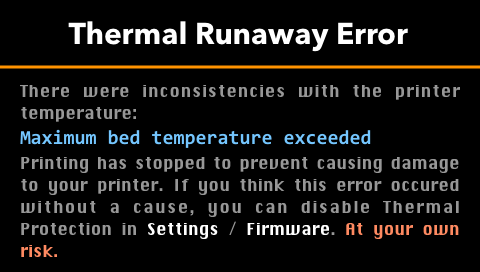 Thermal Runaway Error
There were inconsistencies with the printer
temperature:
Maximum bed temperature exceeded
Printing has stopped to prevent causing damage
to your printer. If you think this error occured
without a cause, you can disable Thermal
Protection in Settings / Firmware. At your own
risk.